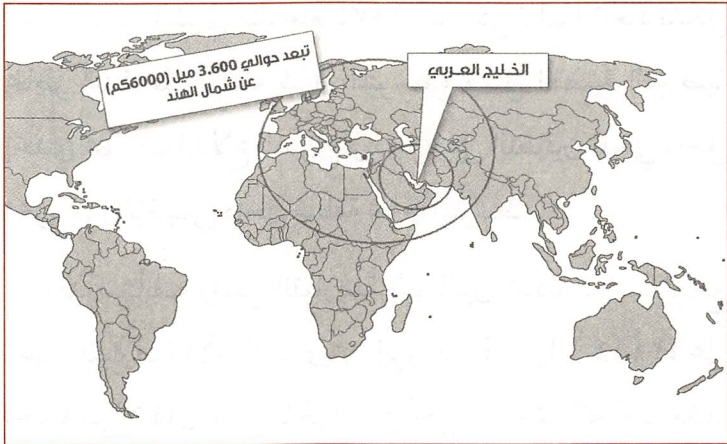 تبعد حوالي 3.600 ميل (6000كم)
عن شمال الهند
الخليج العربي